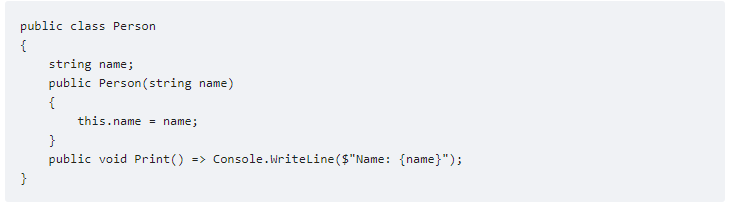 public class Person
{
    string name;
    public Person(string name)
    {
        this.name = name;
    }
    public void Print() => Console.WriteLine($"Name: {name}");
}